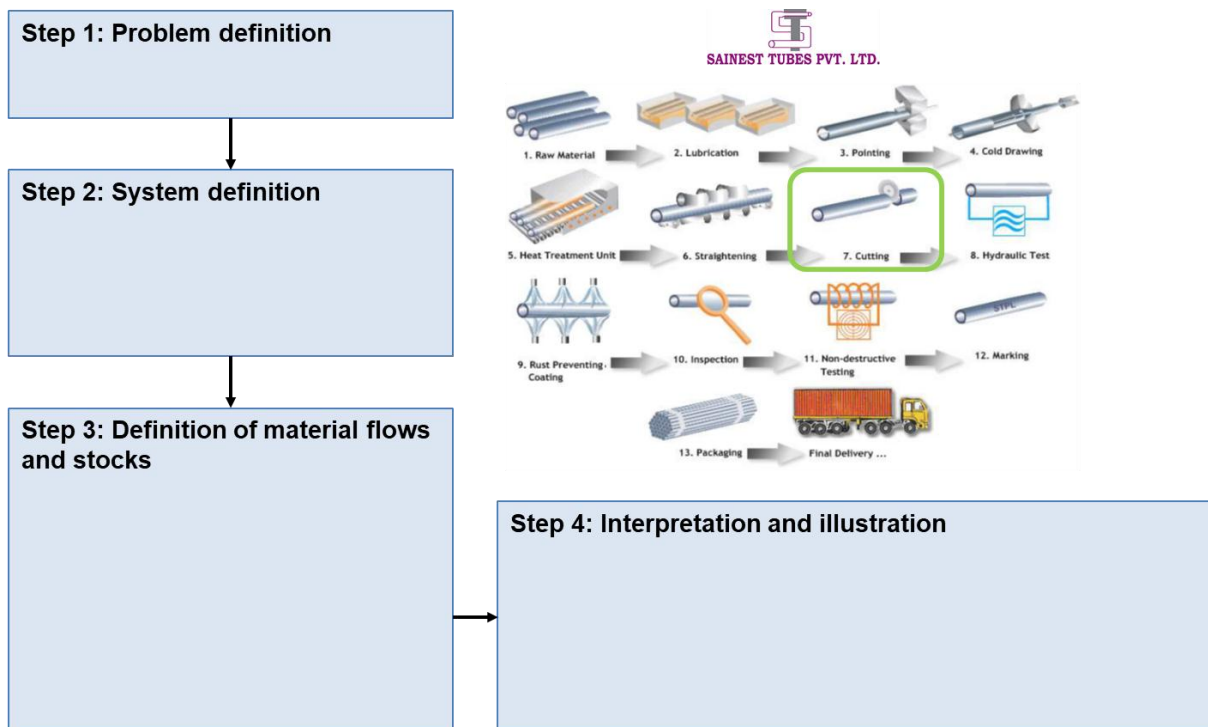 Step 1: Problem definition
Step 2: System definition
Step 3: Definition of material flows
and stocks
Step 4: Interpretation and illustration
SAINEST TUBES PVT. LTD.
1. Raw Material
2. Lubrication
3. Pointing
4. Cold Drawing
5. Heat Treatment Unit
6. Straightening
7. Cutting
8. Hydraulic Test
9. Rust Preventing,
Coating
10. Inspection
11. Non-destructive
Testing
12. Marking
STPL
13. Packaging
Final Delivery ...